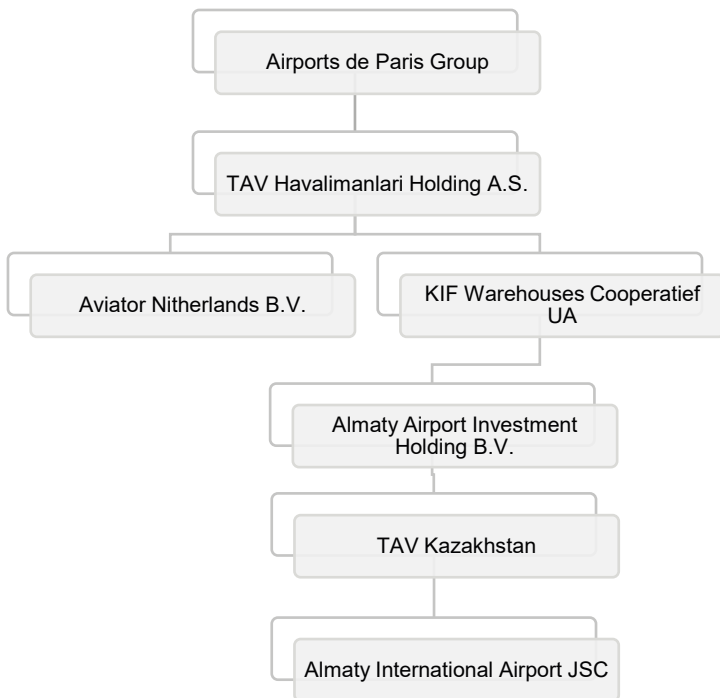 Airports de Paris Group
TAV Havalimanlari Holding A.S.
Aviator Nitherlands B.V.
KIF Warehouses Cooperatief
UA
Almaty Airport Investment
Holding B.V.
TAV Kazakhstan
Almaty International Airport JSC